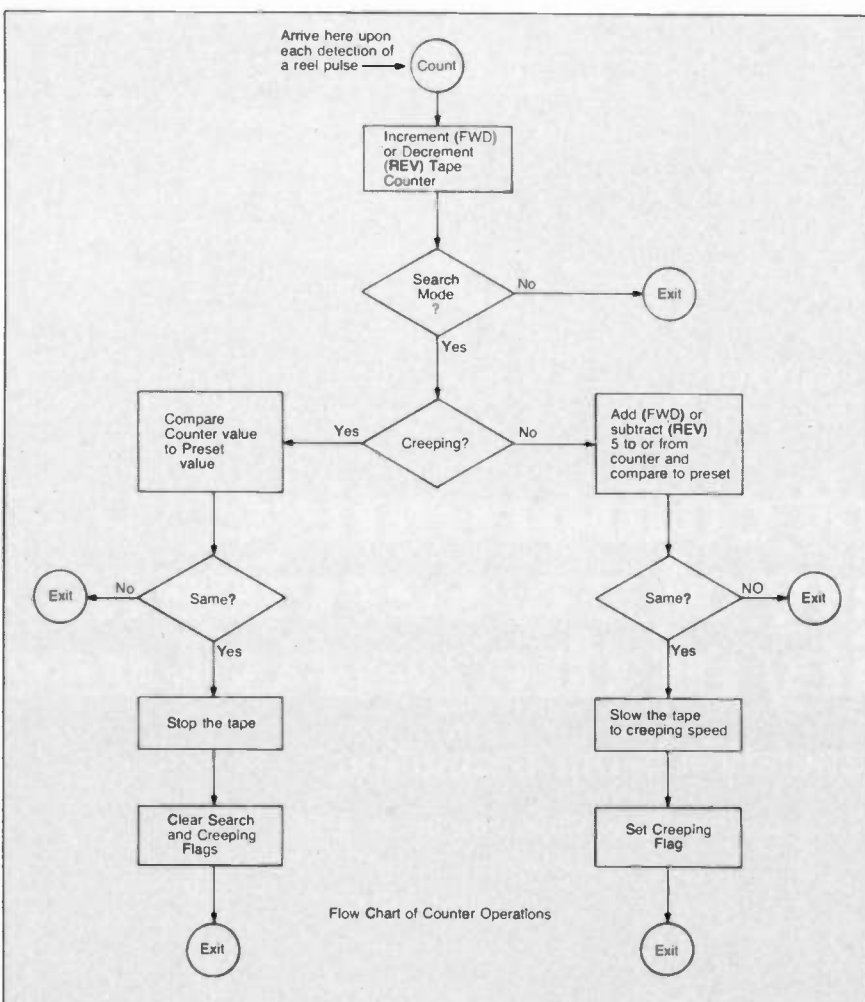 Arrive here upon
each detection of
a reel pulse
Count
Increment (FWD)
or Decrement
(REV) Tape
Counter
Search
Mode
?
No
Exit
Yes
Compare
Counter value
to Preset
value
Yes
Creeping?
No
Add (FWD) or
subtract (REV)
5 to or from
counter and
compare to preset
Exit
No
Same?
Same?
NO
Exit
Yes
Yes
Stop the tape
Slow the tape
to creeping speed
Clear Search
and Creeping
Flags
Set Creeping
Flag
Flow Chart of Counter Operations
Exit
Exit